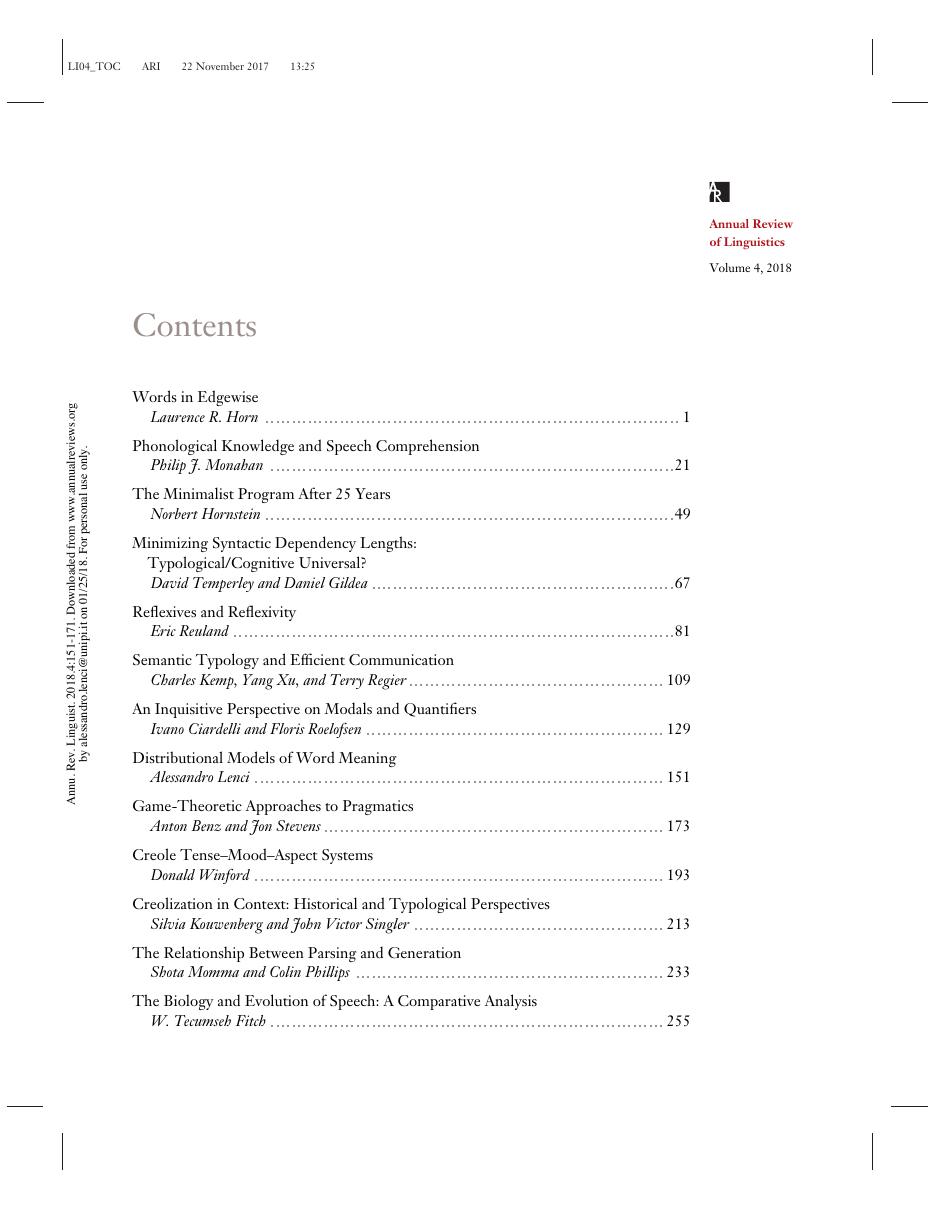 LI04_TOC ARI 22 November 2017 13:25
AR
Annual Review
of Linguistics
Volume 4, 2018
Contents
Words in Edgewise
Laurence R. Horn ........................................................................................ 1
Phonological Knowledge and Speech Comprehension
Philip J. Monahan ........................................................................................21
The Minimalist Program After 25 Years
Norbert Hornstein ........................................................................................49
Minimizing Syntactic Dependency Lengths:
Typological/Cognitive Universal?
David Temperley and Daniel Gildea ................................................................67
Reflexives and Reflexivity
Eric Reuland ..............................................................................................81
Semantic Typology and Efficient Communication
Charles Kemp, Yang Xu, and Terry Regier ...................................................... 109
An Inquisitive Perspective on Modals and Quantifiers
Ivano Ciardelli and Floris Roelofsen ................................................................ 129
Distributional Models of Word Meaning
Alessandro Lenci ........................................................................................ 151
Game-Theoretic Approaches to Pragmatics
Anton Benz and Jon Stevens ......................................................................... 173
Creole Tense–Mood–Aspect Systems
Donald Winford ........................................................................................ 193
Creolization in Context: Historical and Typological Perspectives
Silvia Kouwenberg and John Victor Singler ..................................................... 213
The Relationship Between Parsing and Generation
Shota Momma and Colin Phillips .................................................................. 233
The Biology and Evolution of Speech: A Comparative Analysis
W. Tecumseh Fitch ..................................................................................... 255
Annu. Rev. Linguist. 2018.4:151-171. Downloaded from www.annualreviews.org
by alessandro.lenci@unipi.it on 01/25/18. For personal use only.